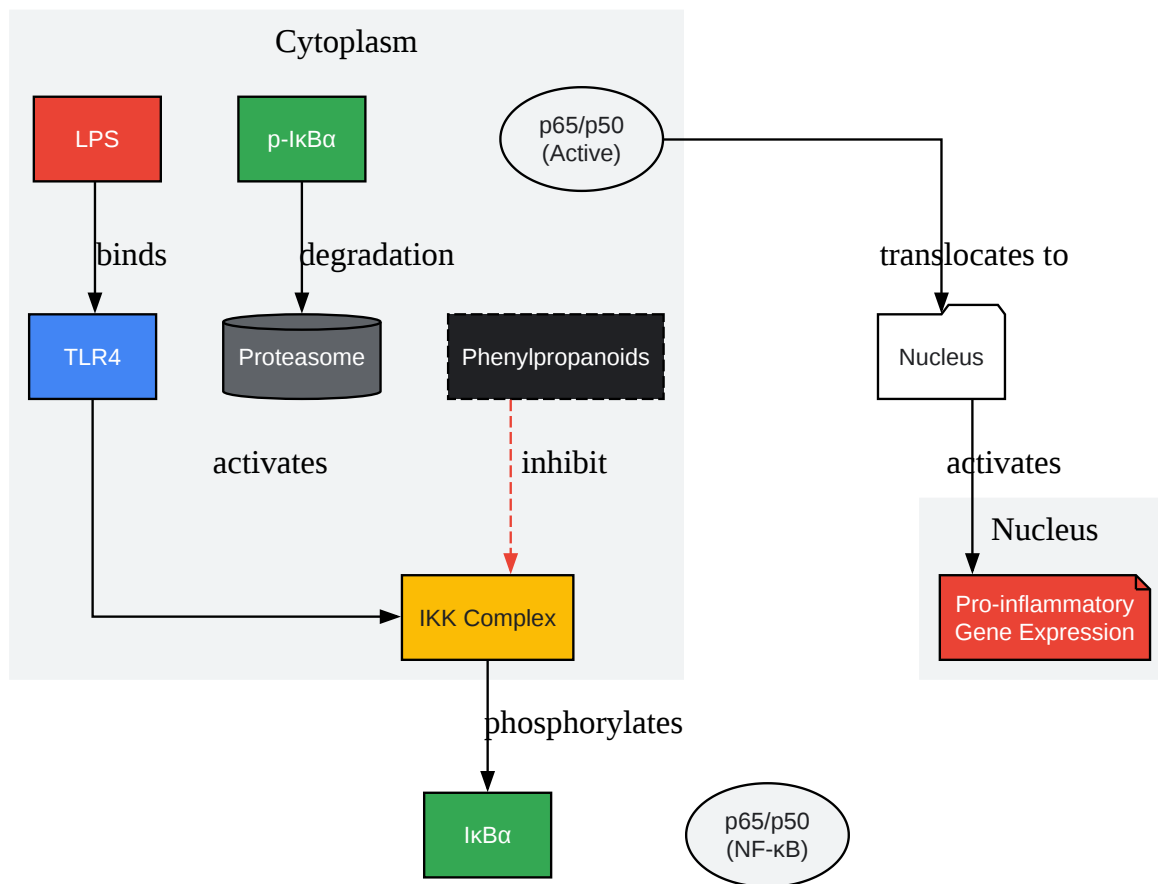 Cytoplasm
LPS
p-IκBα
p65/p50
(Active)
binds
degradation
translocates to
TLR4
Proteasome
Phenylpropanoids
Nucleus
activates
inhibit
activates
Nucleus
IKK Complex
Pro-inflammatory
Gene Expression
phosphorylates
IκBα
p65/p50
(NF-κB)